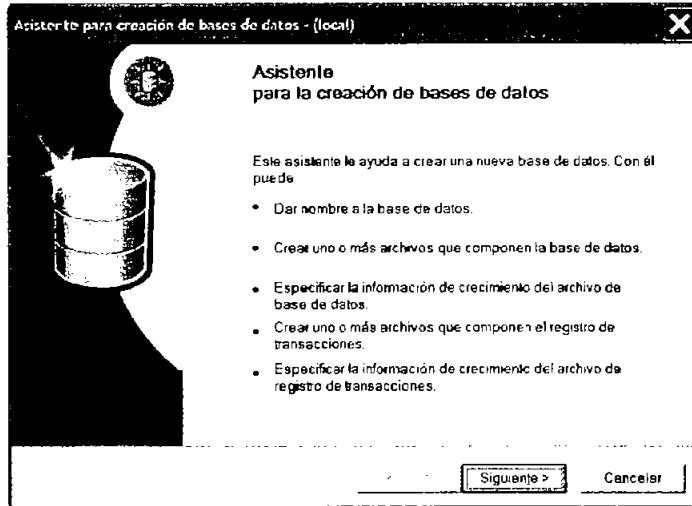 Asistente para creación de bases de datos - (local)
Asistente
para la creación de bases de datos
Este asistente le ayuda a crear una nueva base de datos. Con él
puede
• Dar nombre a la base de datos.
• Crear uno o más archivos que componen la base de datos.
• Especificar la información de crecimiento del archivo de
base de datos.
• Crear uno o más archivos que componen el registro de
transacciones.
• Especificar la información de crecimiento del archivo de
registro de transacciones.
Siguiente >
Cancelar